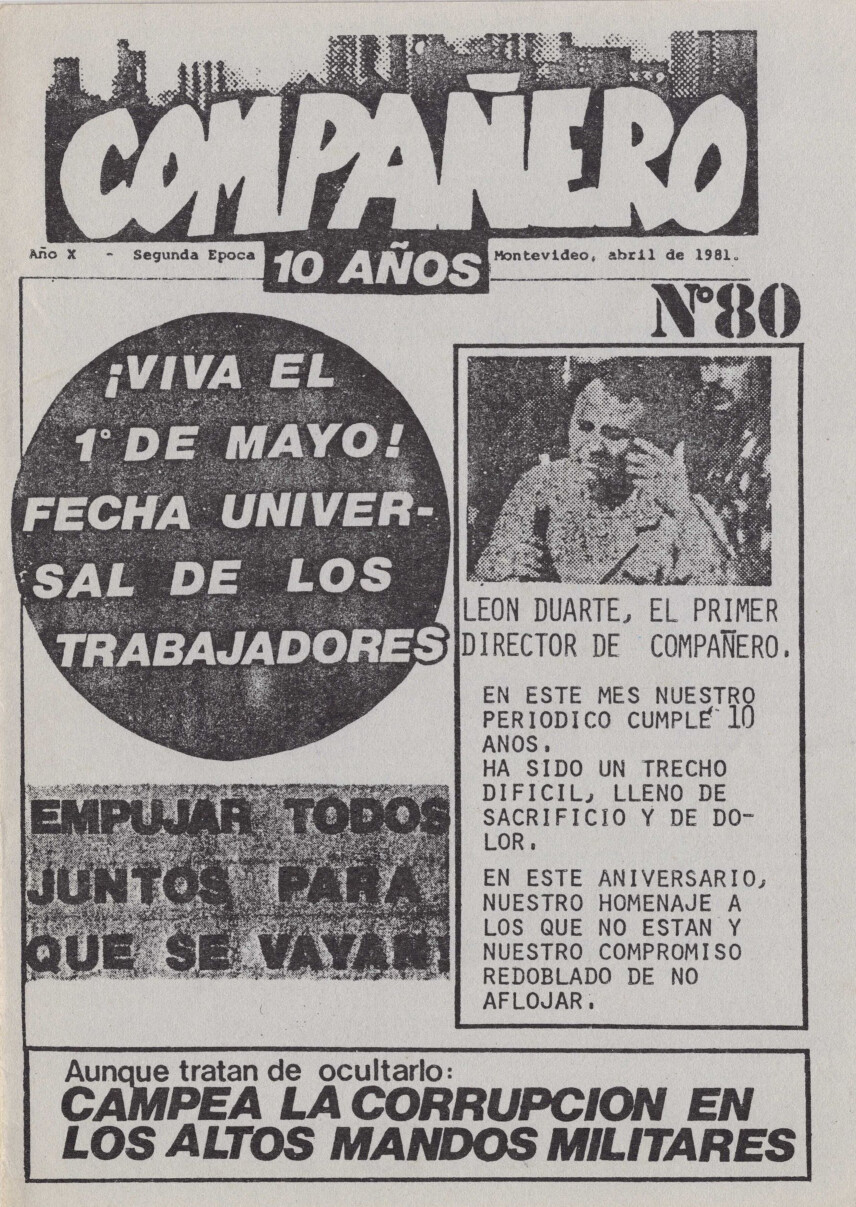 COMPAÑERO
Año X - Segunda Epoca
10 AÑOS
Montevideo, abril de 1981.
Nº80
¡VIVA EL
1º DE MAYO!
FECHA UNIVER-
SAL DE LOS
TRABAJADORES
EMPUJAR TODOS
JUNTOS PARA
QUE SE VAYAN!
LEON DUARTE, EL PRIMER
DIRECTOR DE COMPAÑERO.
EN ESTE MES NUESTRO
PERIODICO CUMPLE 10
ANOS.
HA SIDO UN TRECHO
DIFICIL, LLENO DE
SACRIFICIO Y DE DO-
LOR.
EN ESTE ANIVERSARIO,
NUESTRO HOMENAJE A
LOS QUE NO ESTAN Y
NUESTRO COMPROMISO
REDOBLADO DE NO
AFLOJAR.
Aunque tratan de ocultarlo:
CAMPEA LA CORRUPCION EN
LOS ALTOS MANDOS MILITARES